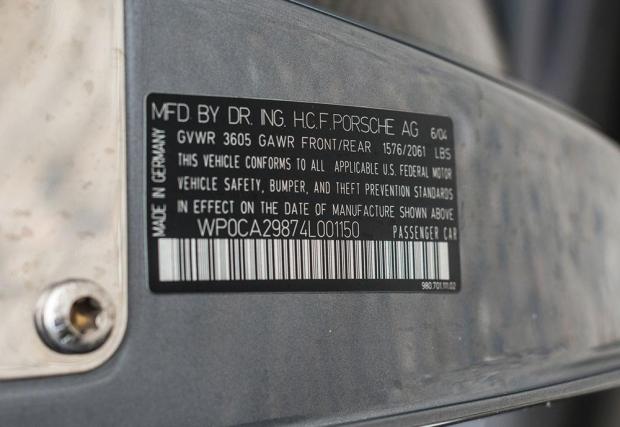 MFD. BY DR. ING. H.C.F. PORSCHE AG 6/04
GVWR 3605 GAWR FRONT/REAR 1576/2061 LBS
THIS VEHICLE CONFORMS TO ALL APPLICABLE U.S. FEDERAL MOTOR
VEHICLE SAFETY, BUMPER, AND THEFT PREVENTION STANDARDS
IN EFFECT ON THE DATE OF MANUFACTURE SHOWN ABOVE
WP0CA29874L001150 PASSENGER CAR
980.701.111.02
MADE IN GERMANY